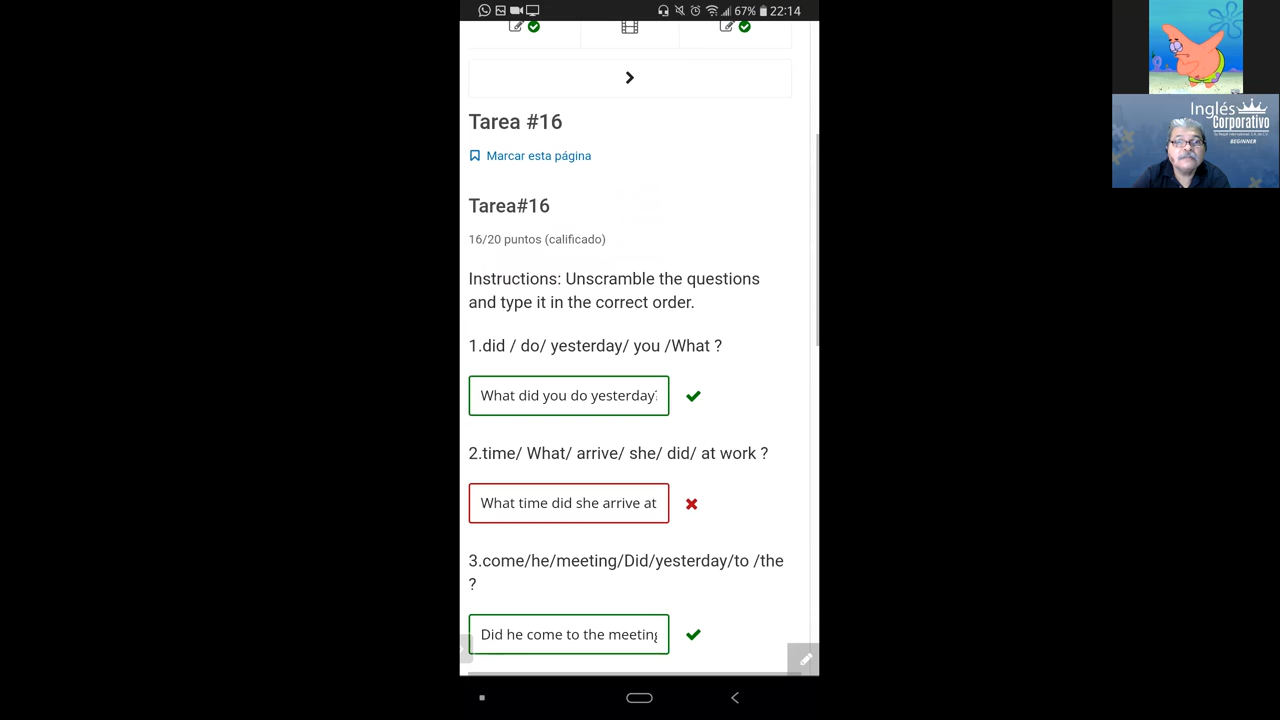 67% 22:14
Tarea #16
Marcar esta página
Tarea#16
16/20 puntos (calificado)
Instructions: Unscramble the questions
and type it in the correct order.
1.did / do/ yesterday/ you /What ?
What did you do yesterday?
2.time/ What/ arrive/ she/ did/ at work ?
What time did she arrive at
3.come/he/meeting/Did/yesterday/to /the
?
Did he come to the meeting
Inglés
Corporativo
BEGINNER